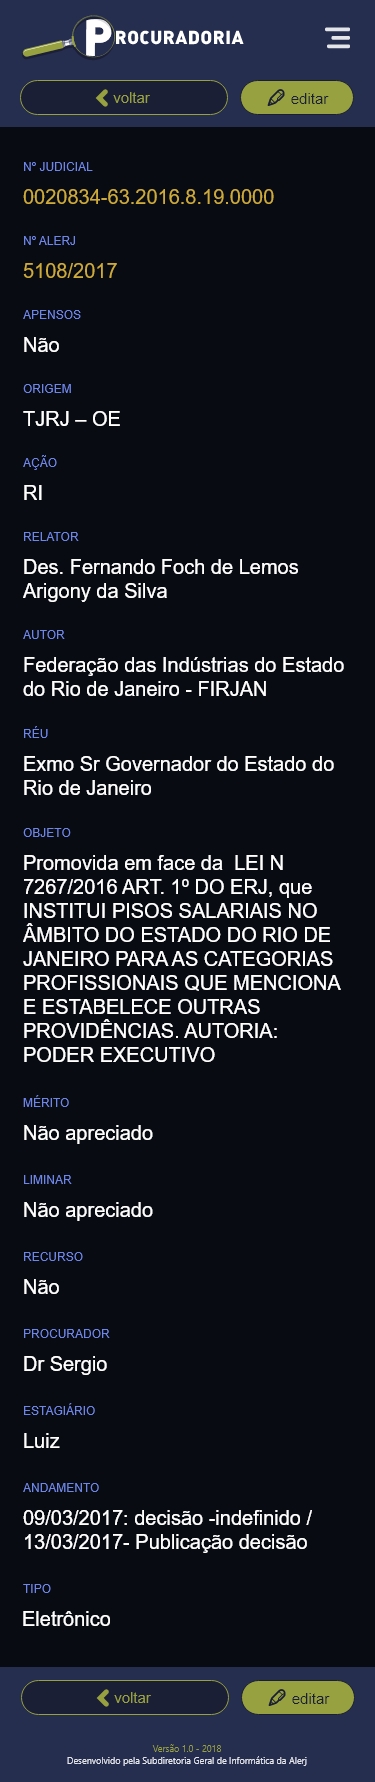 PROCURADORIA
voltar
editar
Nº JUDICIAL
0020834-63.2016.8.19.0000
Nº ALERJ
5108/2017
APENSOS
Não
ORIGEM
TJRJ – OE
AÇÃO
RI
RELATOR
Des. Fernando Foch de Lemos
Arigony da Silva
AUTOR
Federação das Indústrias do Estado
do Rio de Janeiro - FIRJAN
RÉU
Exmo Sr Governador do Estado do
Rio de Janeiro
OBJETO
Promovida em face da  LEI N
7267/2016 ART. 1º DO ERJ, que
INSTITUI PISOS SALARIAIS NO
ÂMBITO DO ESTADO DO RIO DE
JANEIRO PARA AS CATEGORIAS
PROFISSIONAIS QUE MENCIONA
E ESTABELECE OUTRAS
PROVIDÊNCIAS. AUTORIA:
PODER EXECUTIVO
MÉRITO
Não apreciado
LIMINAR
Não apreciado
RECURSO
Não
PROCURADOR
Dr Sergio
ESTAGIÁRIO
Luiz
ANDAMENTO
09/03/2017: decisão -indefinido /
13/03/2017- Publicação decisão
TIPO
Eletrônico
voltar
editar
Versão 1.0 - 2018
Desenvolvido pela Subdiretoria Geral de Informática da Alerj